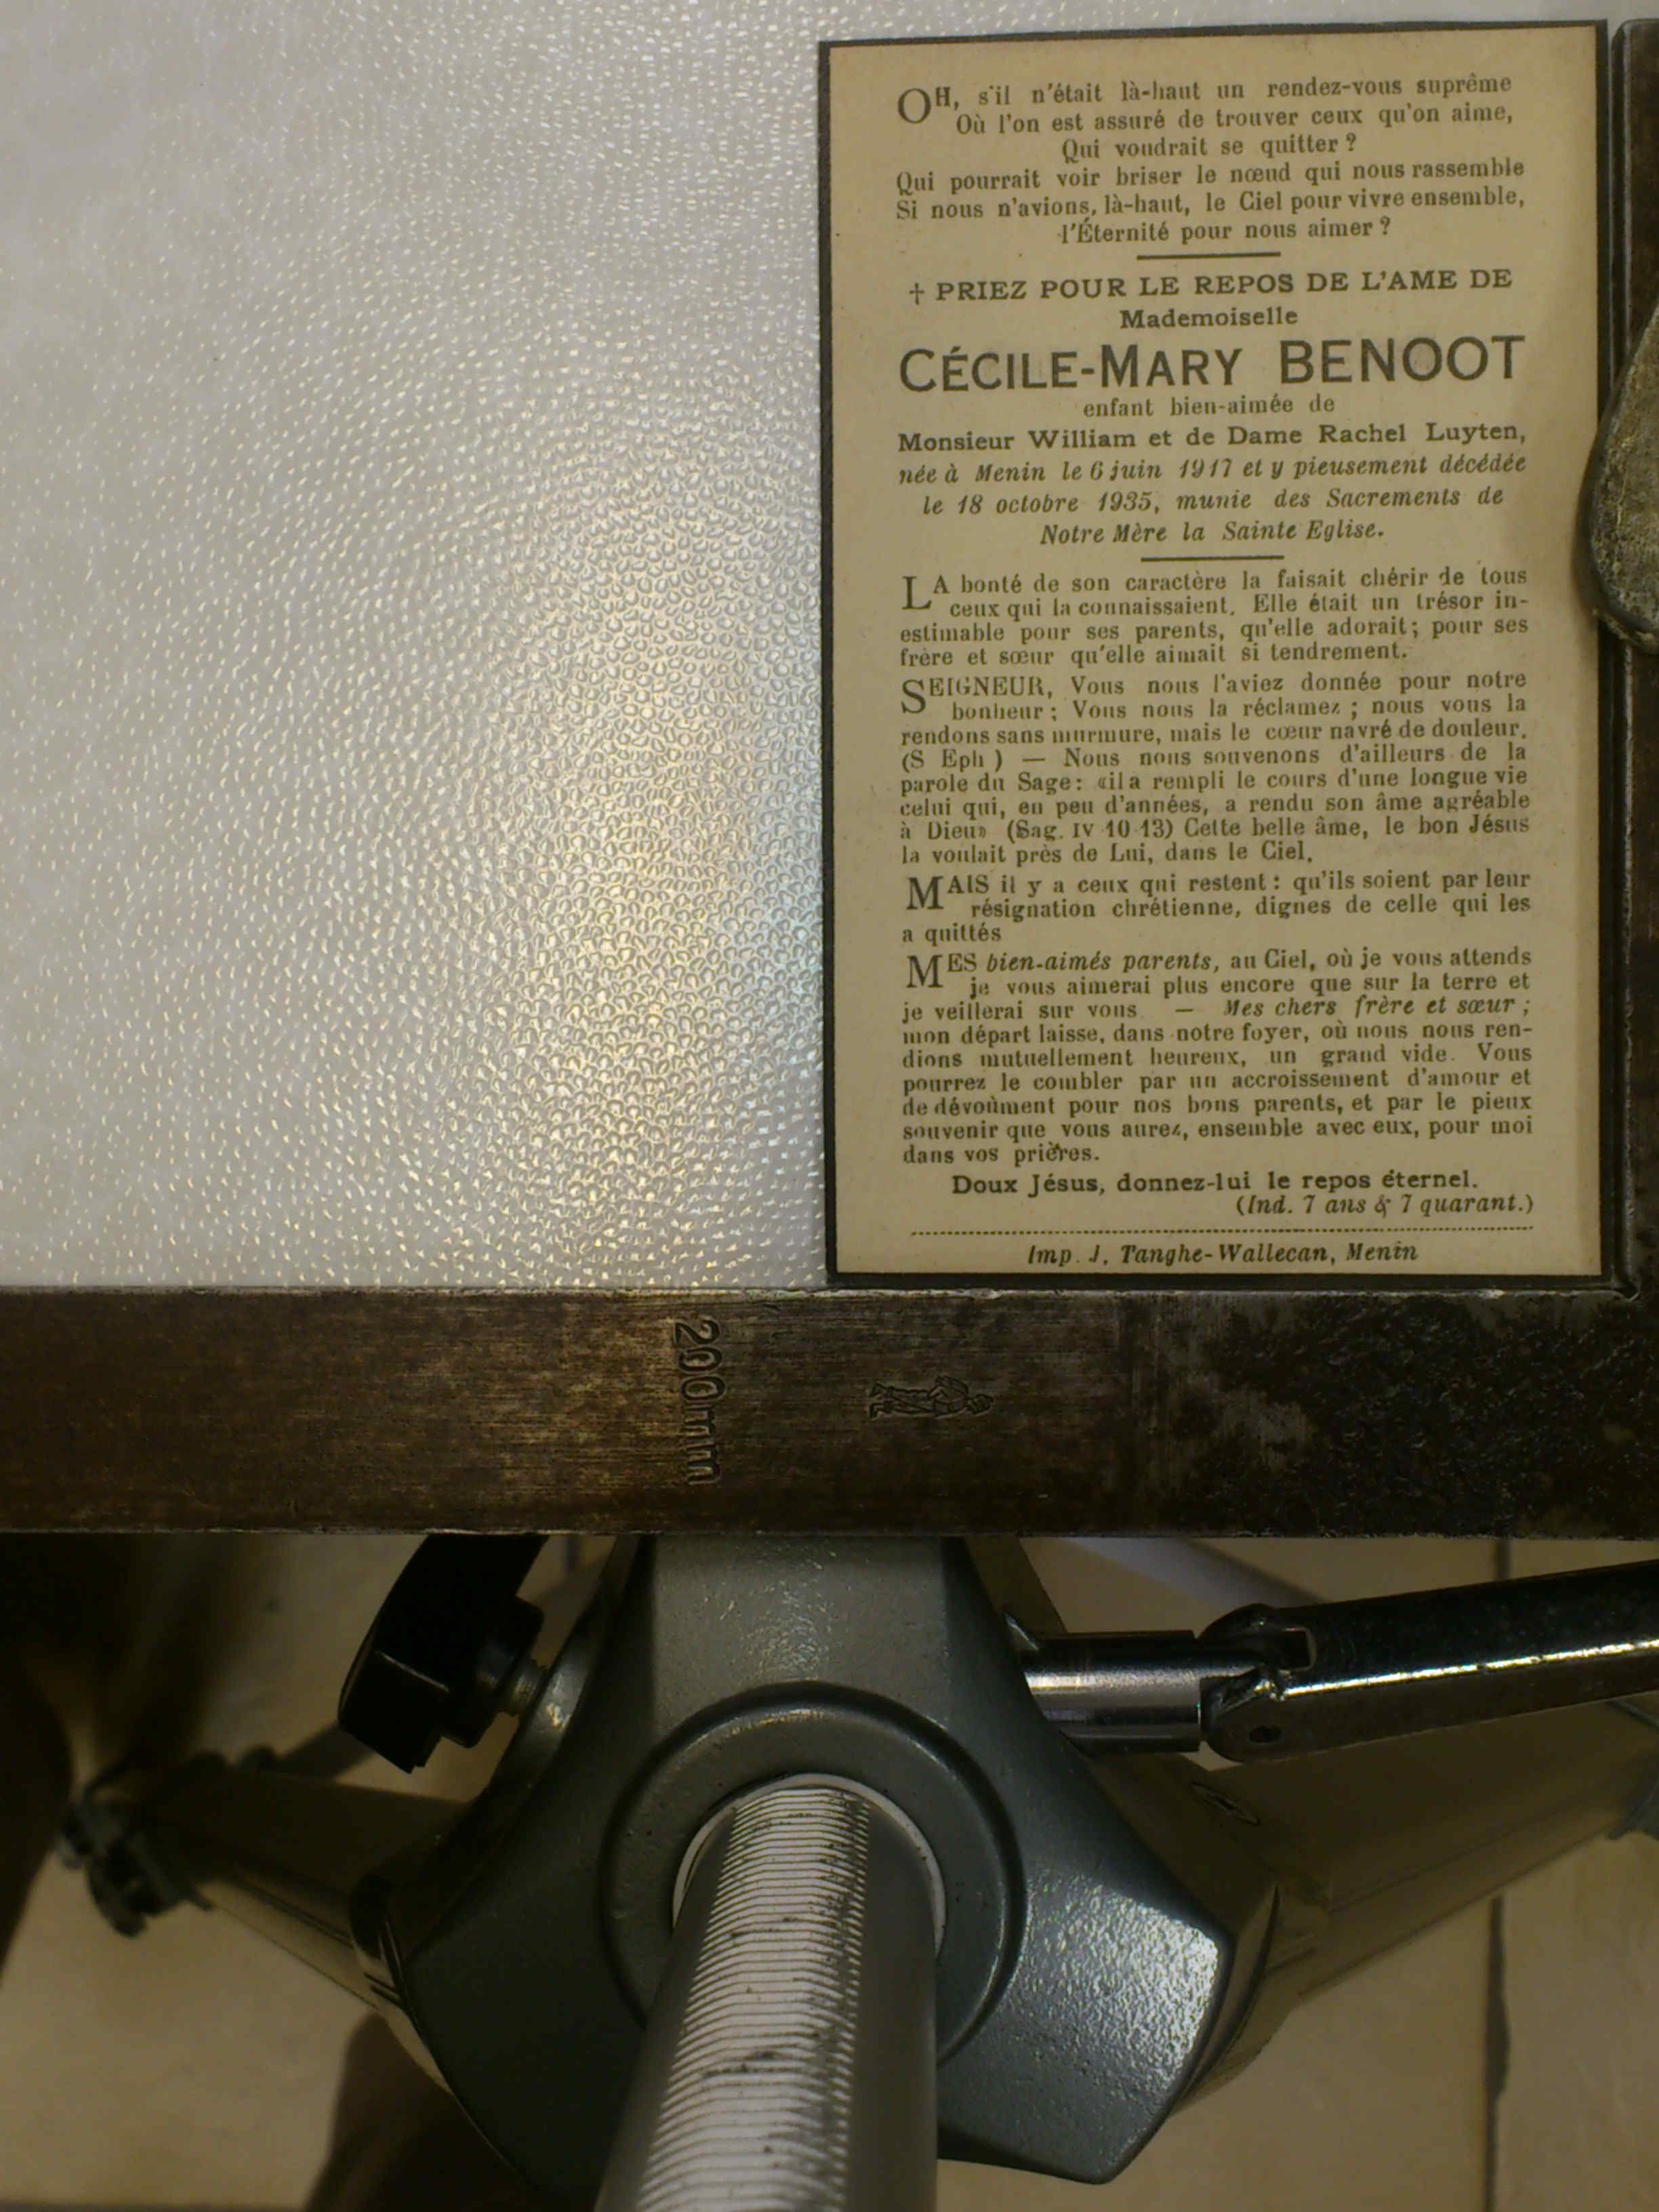 OH, s'il n'était là-haut un rendez-vous suprême
Où l'on est assuré de trouver ceux qu'on aime,
Qui voudrait se quitter ?
Qui pourrait voir briser le nœud qui nous rassemble
Si nous n'avions, là-haut, le Ciel pour vivre ensemble,
l'Éternité pour nous aimer ?
† PRIEZ POUR LE REPOS DE L'AME DE
Mademoiselle
CÉCILE-MARY BENOOT
enfant bien-aimée de
Monsieur William et de Dame Rachel Luyten,
née à Menin le 6 juin 1917 et y pieusement décédée
le 18 octobre 1935, munie des Sacrements de
Notre Mère la Sainte Eglise.
LA bonté de son caractère la faisait chérir de tous
ceux qui la connaissaient. Elle était un trésor in-
estimable pour ses parents, qu'elle adorait ; pour ses
frère et sœur qu'elle aimait si tendrement.
SEIGNEUR, Vous nous l'aviez donnée pour notre
bonheur ; Vous nous la réclamez ; nous vous la
rendons sans murmure, mais le cœur navré de douleur.
(S Eph ) — Nous nous souvenons d'ailleurs de la
parole du Sage : «il a rempli le cours d'une longue vie
celui qui, en peu d'années, a rendu son âme agréable
à Dieu» (Sag. IV 10 13) Cette belle âme, le bon Jésus
la voulait près de Lui, dans le Ciel.
MAIS il y a ceux qui restent : qu'ils soient par leur
résignation chrétienne, dignes de celle qui les
a quittés
MES bien-aimés parents, au Ciel, où je vous attends
je vous aimerai plus encore que sur la terre et
je veillerai sur vous — Mes chers frère et sœur ;
mon départ laisse, dans notre foyer, où nous nous ren-
dions mutuellement heureux, un grand vide. Vous
pourrez le combler par un accroissement d'amour et
de dévoûment pour nos bons parents, et par le pieux
souvenir que vous aurez, ensemble avec eux, pour moi
dans vos prières.
Doux Jésus, donnez-lui le repos éternel.
(Ind. 7 ans & 7 quarant.)
Imp. J. Tanghe-Wallecan, Menin
200mm